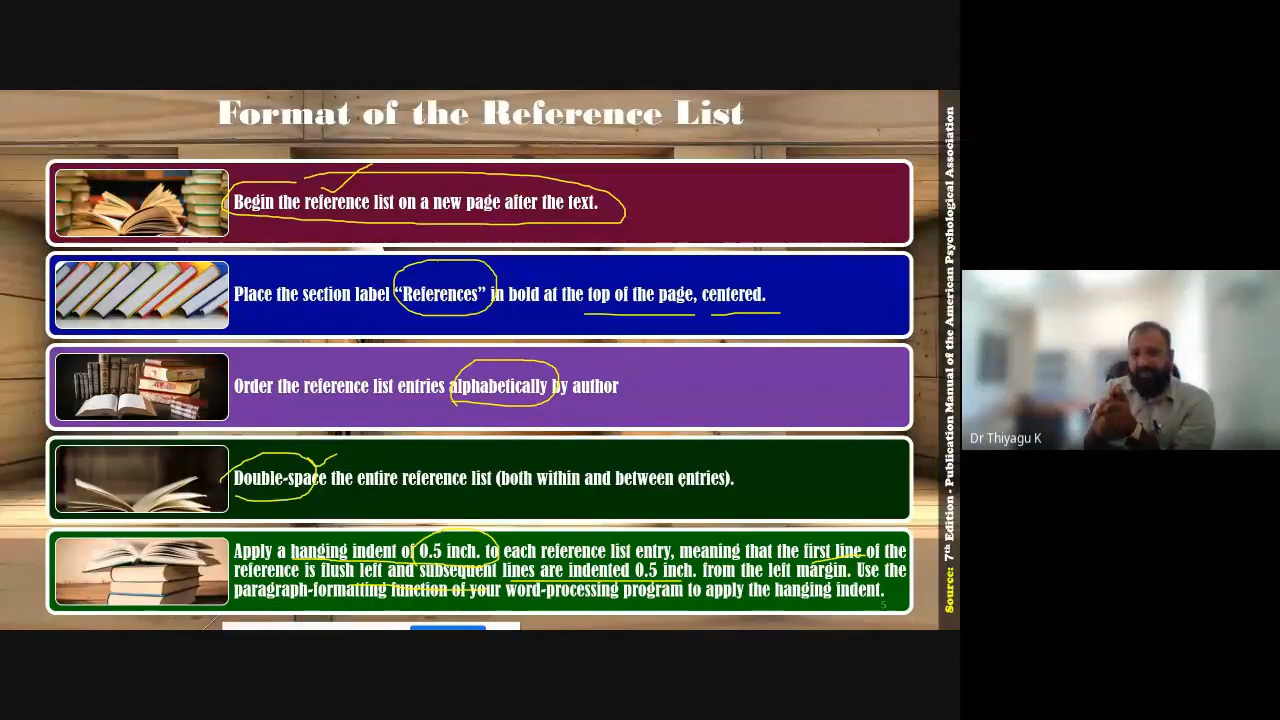 Format of the Reference List
Begin the reference list on a new page after the text.
Place the section label “References” in bold at the top of the page, centered.
Order the reference list entries alphabetically by author
Double-space the entire reference list (both within and between entries).
Apply a hanging indent of 0.5 inch. to each reference list entry, meaning that the first line of the
reference is flush left and subsequent lines are indented 0.5 inch. from the left margin. Use the
paragraph-formatting function of your word-processing program to apply the hanging indent.
5
Source: 7th Edition - Publication Manual of the American Psychological Association
Dr Thiyagu K